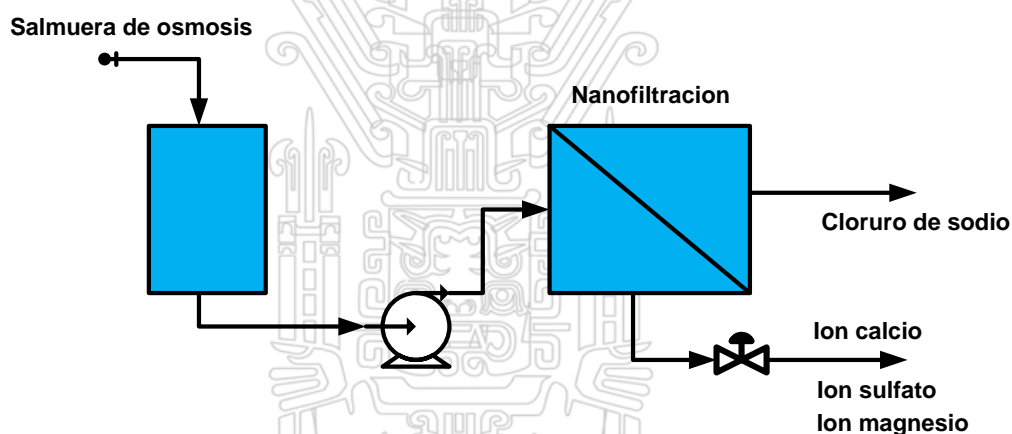 Salmuera de osmosis
Nanofiltracion
Cloruro de sodio
Ion calcio
Ion sulfato
Ion magnesio